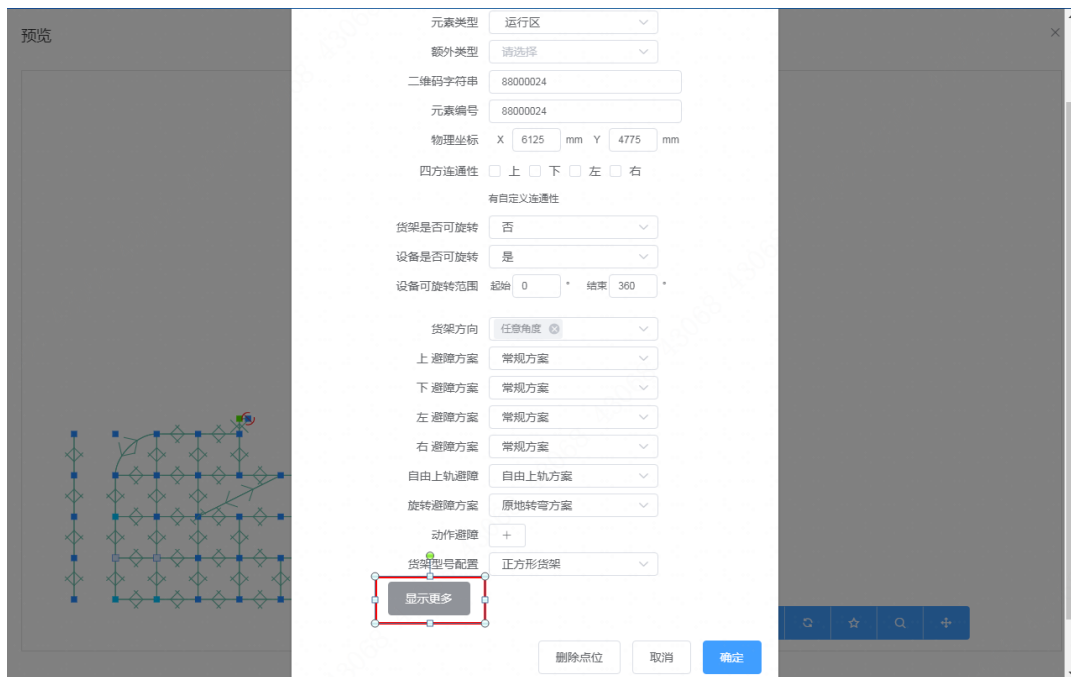 预览
元素类型 运行区
额外类型 请选择
二维码字符串 88000024
元素编号 88000024
物理坐标 X 6125 mm Y 4775 mm
四方连通性 上 下 左 右
有自定义连通性
货架是否可旋转 否
设备是否可旋转 是
设备可旋转范围 起始 0 ° 结束 360 °
货架方向 任意角度
上 避障方案 常规方案
下 避障方案 常规方案
左 避障方案 常规方案
右 避障方案 常规方案
自由上轨避障 自由上轨方案
旋转避障方案 原地转弯方案
动作避障 +
货架型号配置 正方形货架
显示更多
删除点位 取消 确定